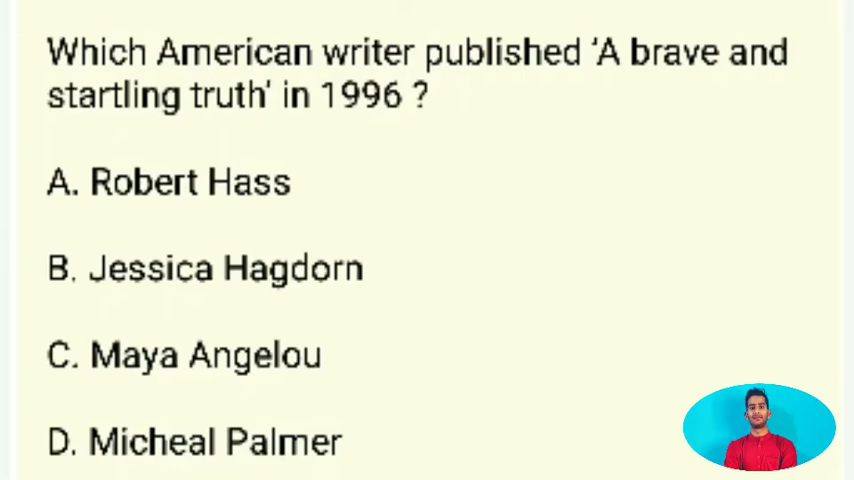 Which American writer published ‘A brave and
startling truth’ in 1996 ?
A. Robert Hass
B. Jessica Hagdorn
C. Maya Angelou
D. Micheal Palmer